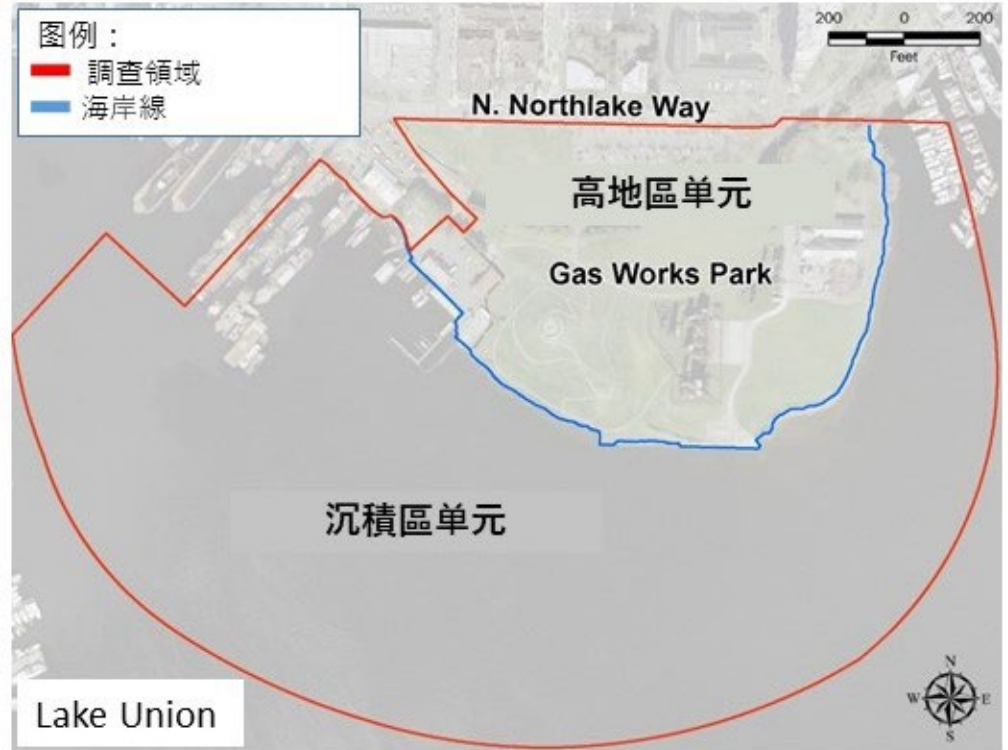 图例：
調查領域
海岸線
200 0 200
Feet
N. Northlake Way
高地區单元
Gas Works Park
沉積區单元
Lake Union
N
W E
S